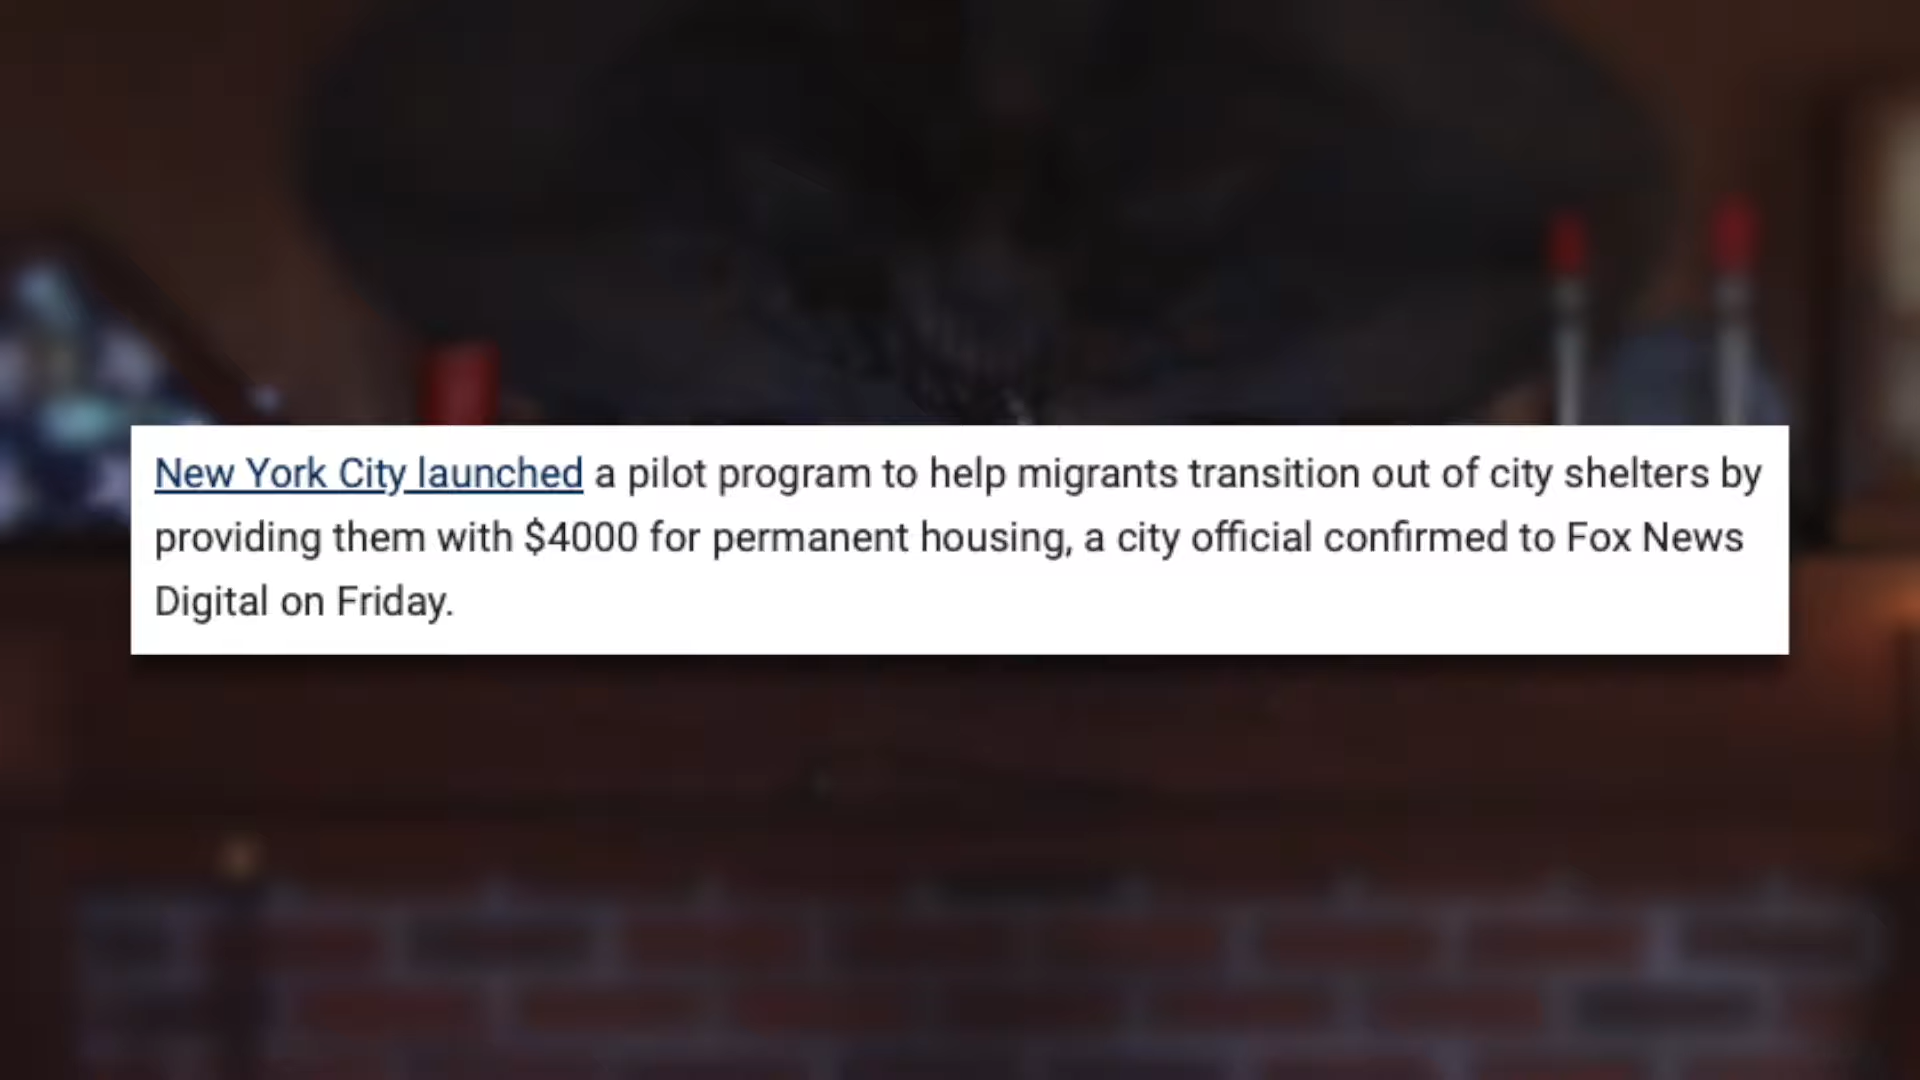 New York City launched a pilot program to help migrants transition out of city shelters by
providing them with $4000 for permanent housing, a city official confirmed to Fox News
Digital on Friday.